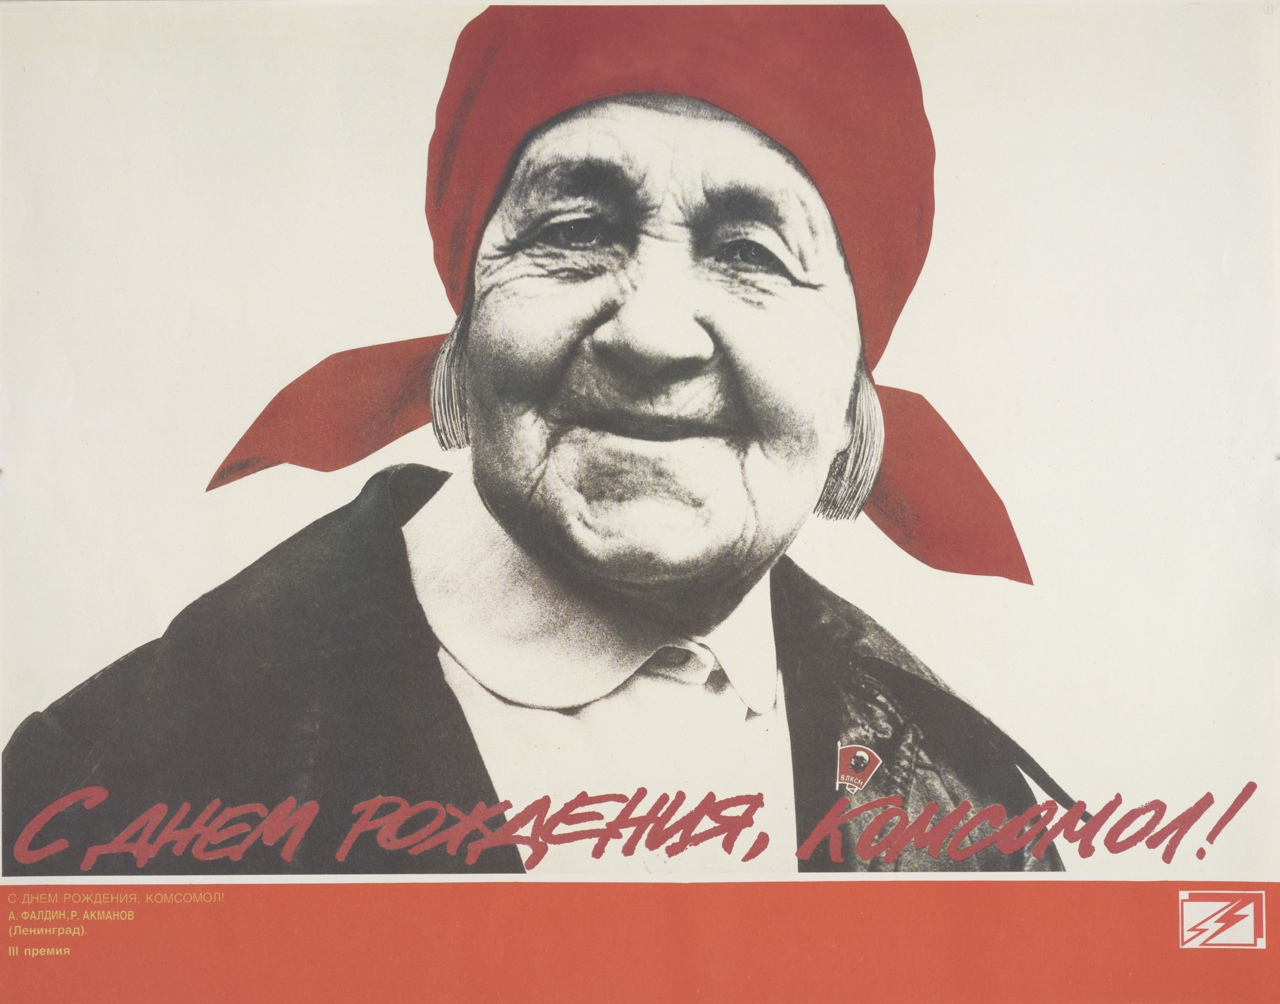 ВЛКСМ
С ДНЕМ РОЖДЕНИЯ, КОМСОМОЛ!
С ДНЕМ РОЖДЕНИЯ, КОМСОМОЛ!
А. ФАЛДИН, Р. АКМАНОВ
(Ленинград).
III премия